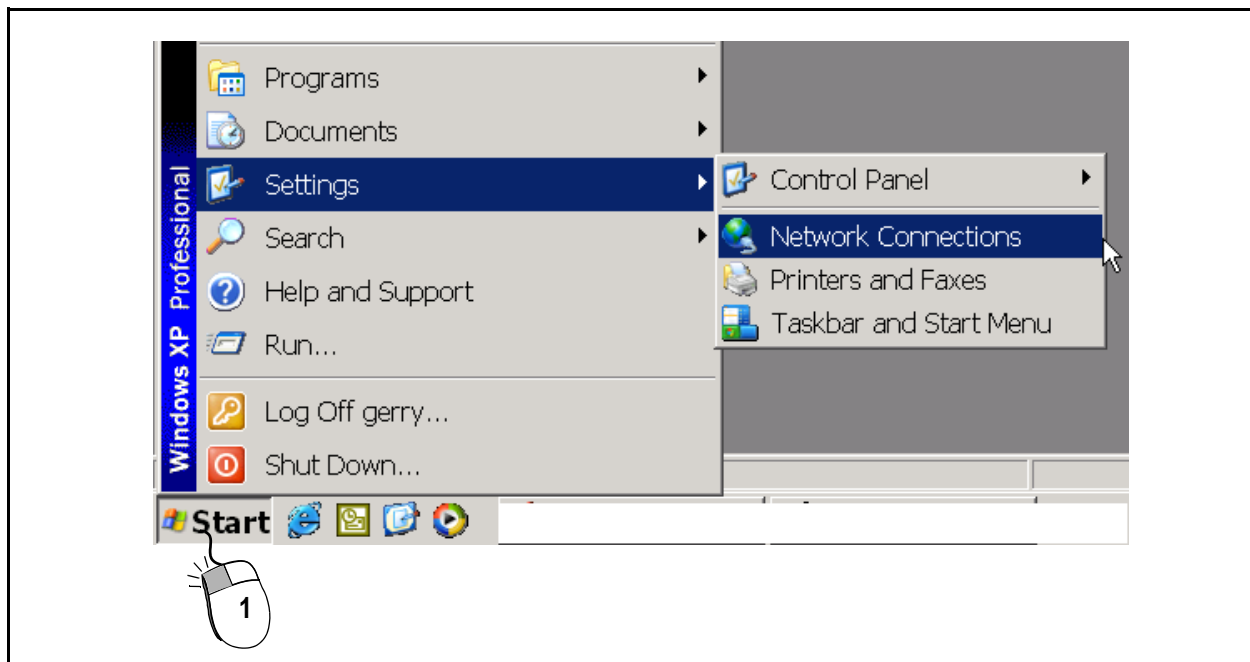 Programs
Documents
Settings
Search
Help and Support
Run...
Log Off gerry...
Shut Down...
Windows XP Professional
Control Panel
Network Connections
Printers and Faxes
Taskbar and Start Menu
Start
1